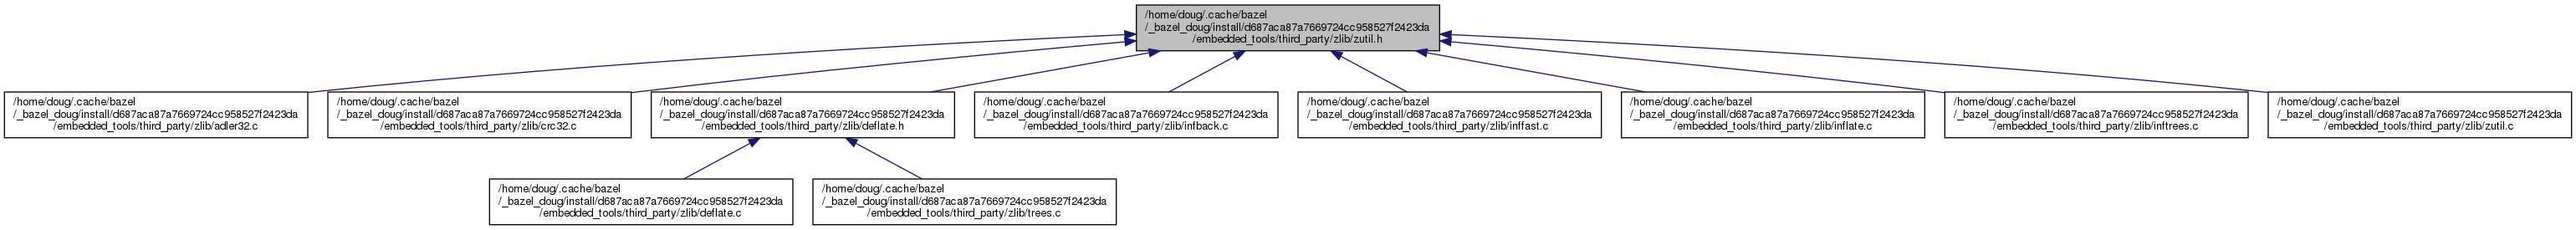 /home/doug/.cache/bazel
/_bazel_doug/install/d687aca87a7669724cc958527f2423da
/embedded_tools/third_party/zlib/zutil.h
/home/doug/.cache/bazel
/_bazel_doug/install/d687aca87a7669724cc958527f2423da
/embedded_tools/third_party/zlib/adler32.c
/home/doug/.cache/bazel
/_bazel_doug/install/d687aca87a7669724cc958527f2423da
/embedded_tools/third_party/zlib/crc32.c
/home/doug/.cache/bazel
/_bazel_doug/install/d687aca87a7669724cc958527f2423da
/embedded_tools/third_party/zlib/deflate.h
/home/doug/.cache/bazel
/_bazel_doug/install/d687aca87a7669724cc958527f2423da
/embedded_tools/third_party/zlib/infback.c
/home/doug/.cache/bazel
/_bazel_doug/install/d687aca87a7669724cc958527f2423da
/embedded_tools/third_party/zlib/inffast.c
/home/doug/.cache/bazel
/_bazel_doug/install/d687aca87a7669724cc958527f2423da
/embedded_tools/third_party/zlib/inflate.c
/home/doug/.cache/bazel
/_bazel_doug/install/d687aca87a7669724cc958527f2423da
/embedded_tools/third_party/zlib/inftrees.c
/home/doug/.cache/bazel
/_bazel_doug/install/d687aca87a7669724cc958527f2423da
/embedded_tools/third_party/zlib/zutil.c
/home/doug/.cache/bazel
/_bazel_doug/install/d687aca87a7669724cc958527f2423da
/embedded_tools/third_party/zlib/deflate.c
/home/doug/.cache/bazel
/_bazel_doug/install/d687aca87a7669724cc958527f2423da
/embedded_tools/third_party/zlib/trees.c